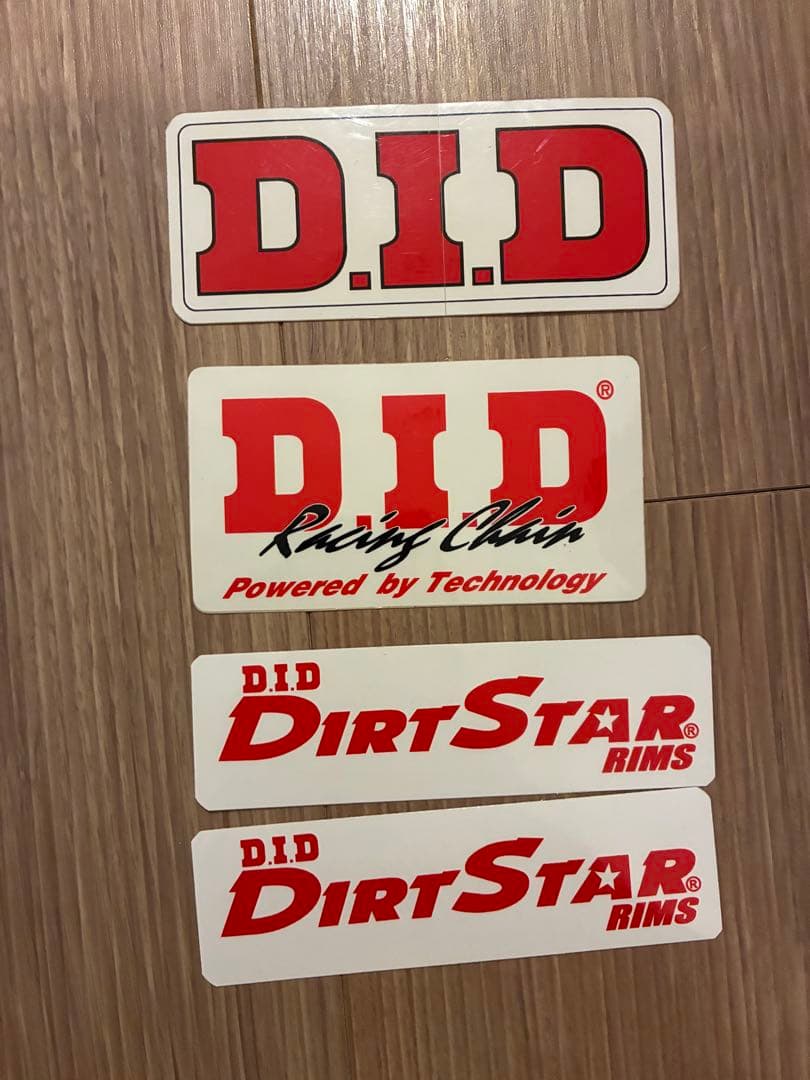 D.I.D
D.I.D®
Racing Chain
Powered by Technology
D.I.D
DIRTSTAR®
RIMS
D.I.D
DIRTSTAR®
RIMS